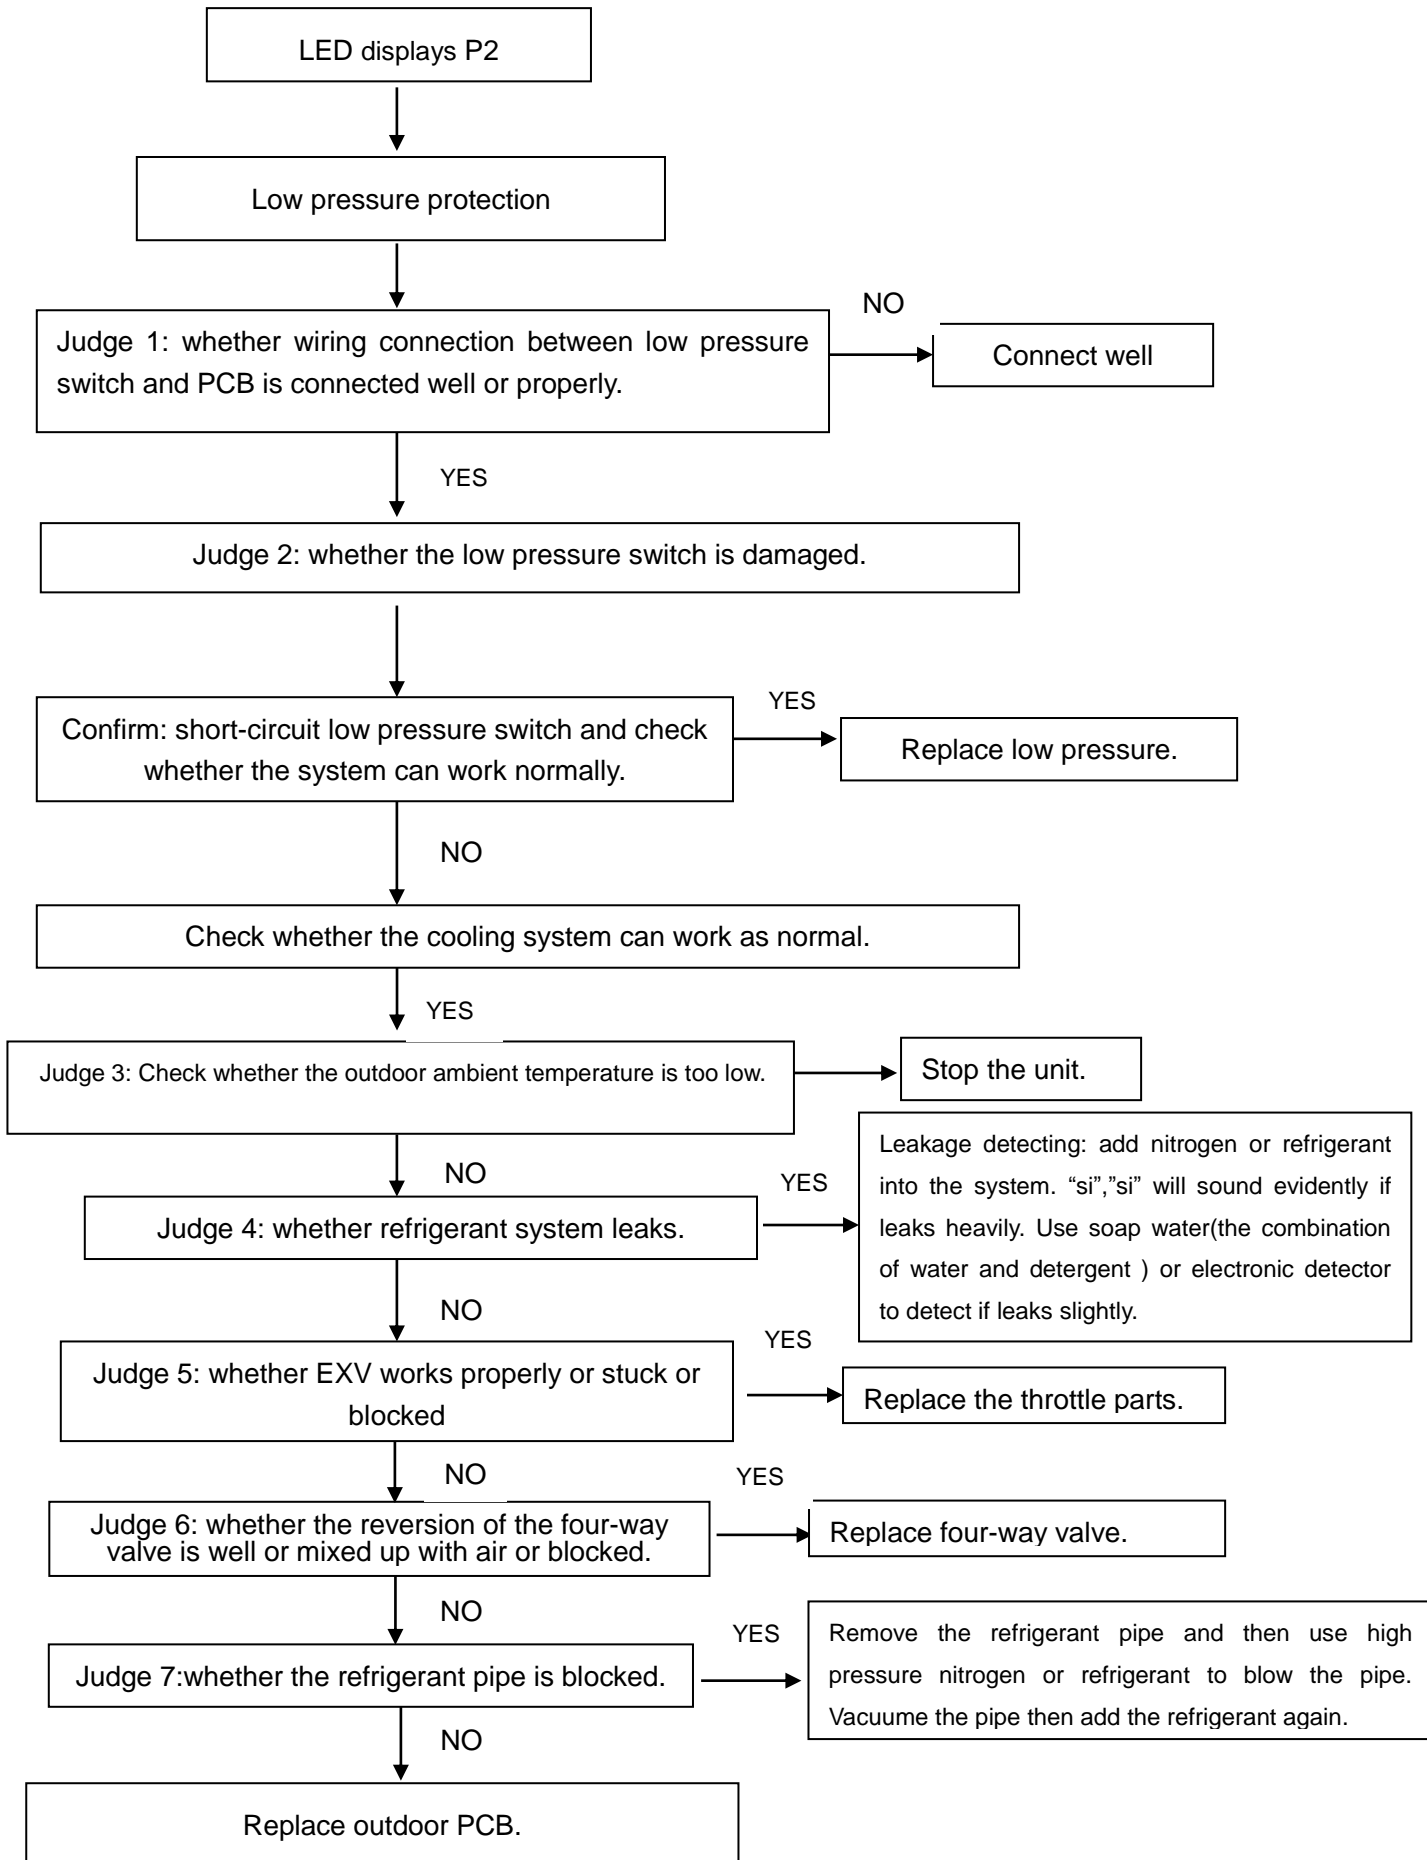 LED displays P2
Low pressure protection
NO
Judge 1: whether wiring connection between low pressure
switch and PCB is connected well or properly.
Connect well
YES
Judge 2: whether the low pressure switch is damaged.
YES
Confirm: short-circuit low pressure switch and check
whether the system can work normally.
Replace low pressure.
NO
Check whether the cooling system can work as normal.
YES
Judge 3: Check whether the outdoor ambient temperature is too low.
Stop the unit.
NO
YES
Judge 4: whether refrigerant system leaks.
Leakage detecting: add nitrogen or refrigerant
into the system. “si”,”si” will sound evidently if
leaks heavily. Use soap water(the combination
of water and detergent ) or electronic detector
to detect if leaks slightly.
NO
YES
Judge 5: whether EXV works properly or stuck or
blocked
Replace the throttle parts.
NO
YES
Judge 6: whether the reversion of the four-way
valve is well or mixed up with air or blocked.
Replace four-way valve.
NO
YES
Judge 7:whether the refrigerant pipe is blocked.
Remove the refrigerant pipe and then use high
pressure nitrogen or refrigerant to blow the pipe.
Vacuume the pipe then add the refrigerant again.
NO
Replace outdoor PCB.